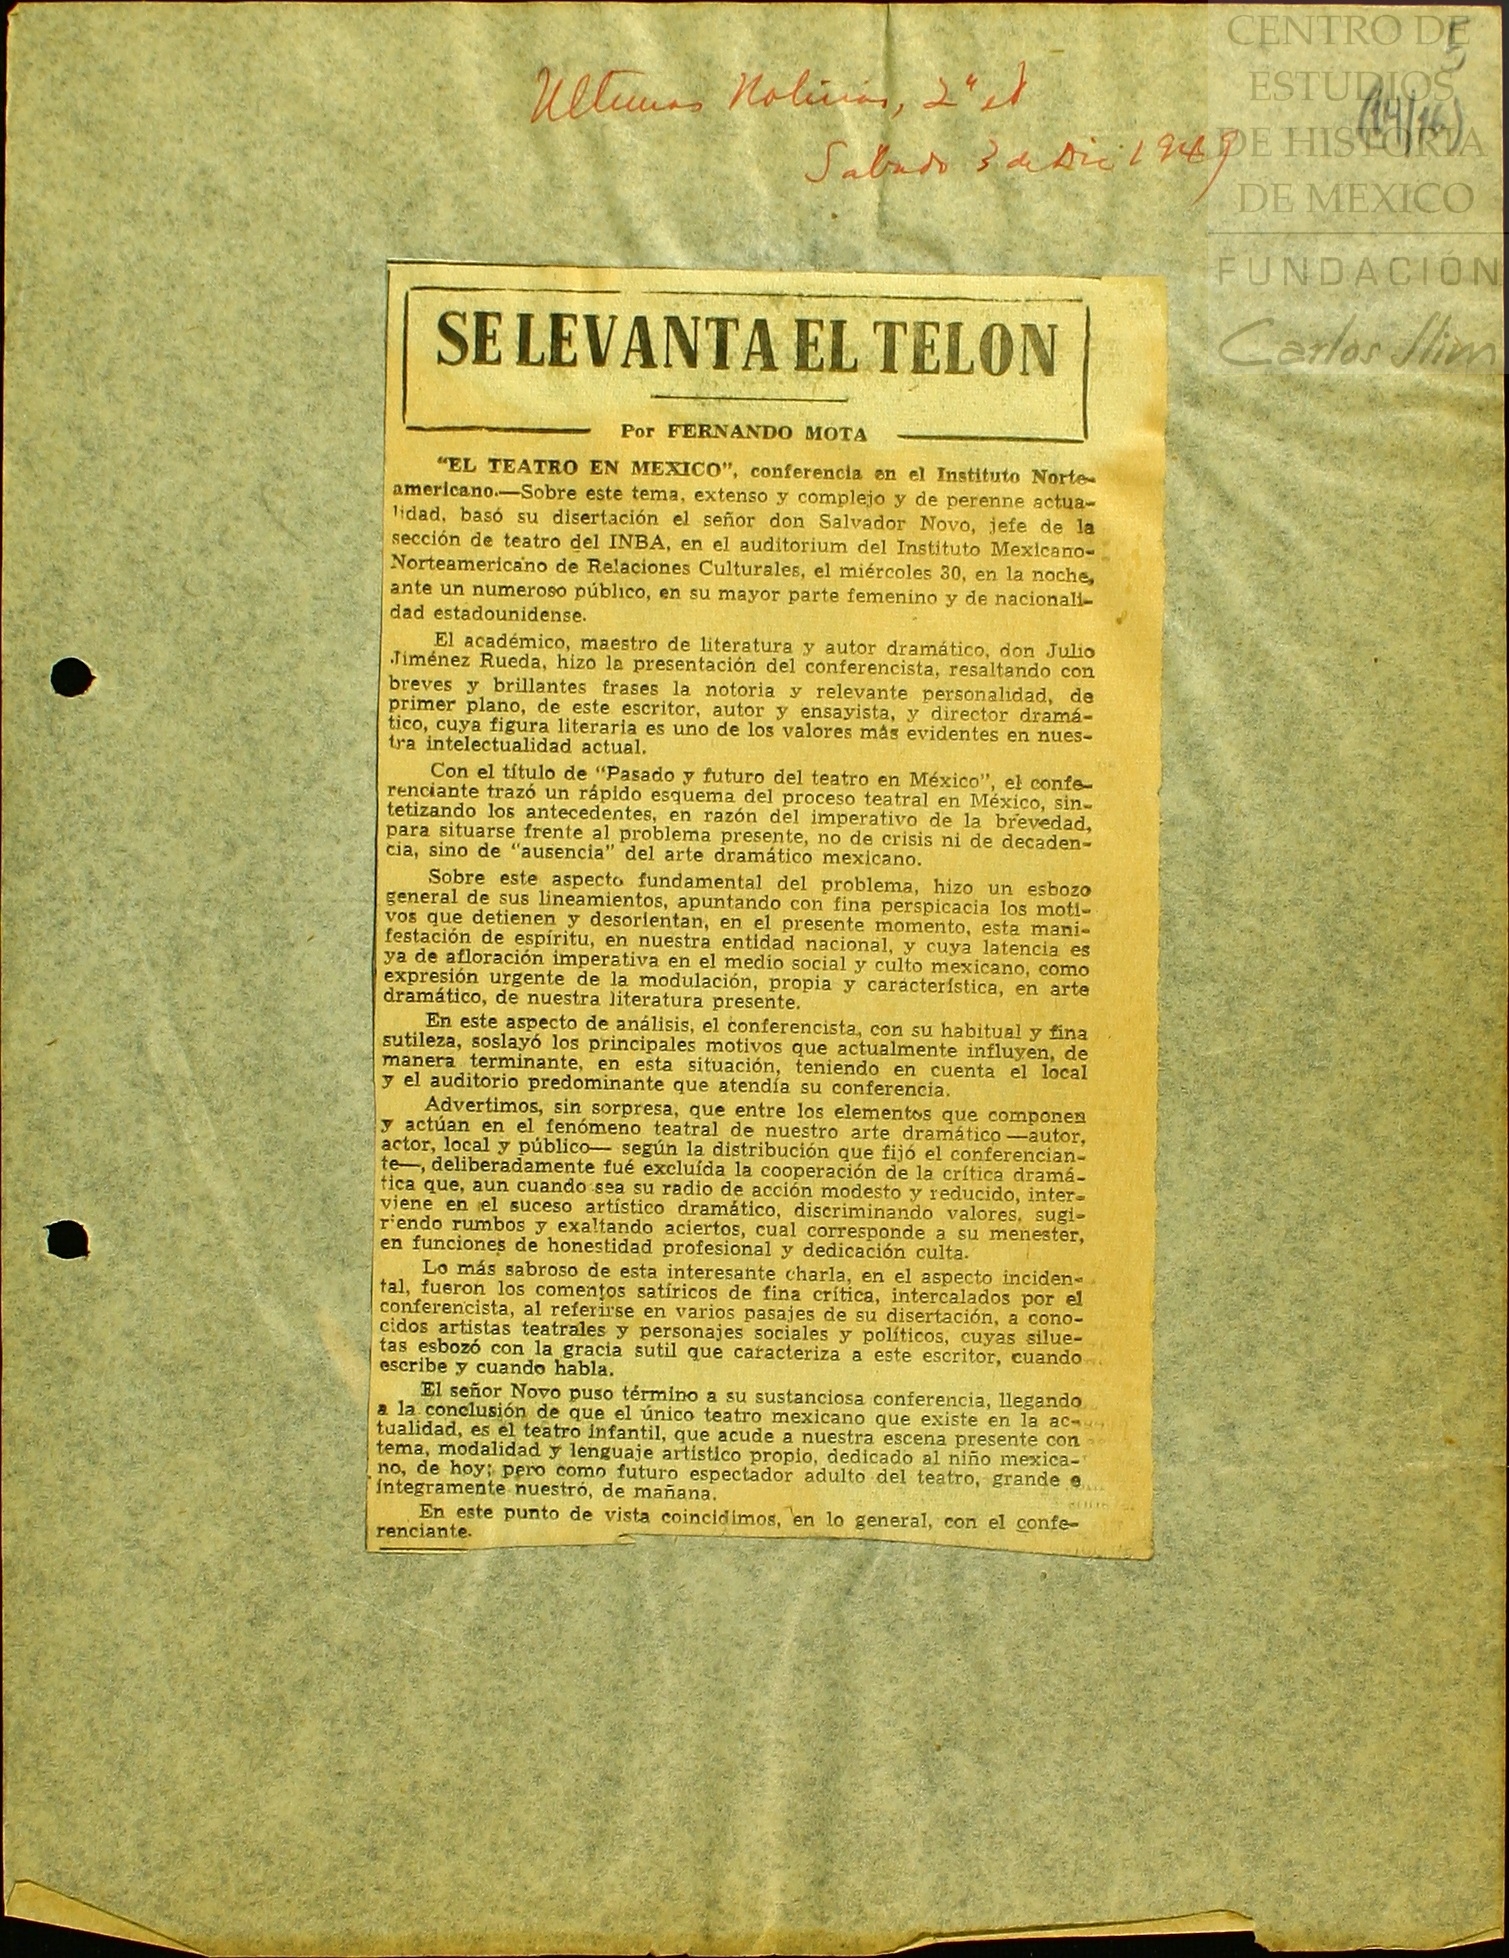 CENTRO DE
ESTUDIOS
DE HISTORIA
DE MEXICO
FUNDACIÓN
Carlos Slim
5
Ultimas Noticias, 2ª ed
Sabado 3 de Dic 1949
SE LEVANTA EL TELON
Por FERNANDO MOTA
"EL TEATRO EN MEXICO", conferencia en el Instituto Norte-
americano.—Sobre este tema, extenso y complejo y de perenne actua-
lidad, basó su disertación el señor don Salvador Novo, jefe de la
sección de teatro del INBA, en el auditorium del Instituto Mexicano-
Norteamericano de Relaciones Culturales, el miércoles 30, en la noche,
ante un numeroso público, en su mayor parte femenino y de nacionali-
dad estadounidense.
El académico, maestro de literatura y autor dramático, don Julio
Jiménez Rueda, hizo la presentación del conferencista, resaltando con
breves y brillantes frases la notoria y relevante personalidad, de
primer plano, de este escritor, autor y ensayista, y director dramá-
tico, cuya figura literaria es uno de los valores más evidentes en nues-
tra intelectualidad actual.
Con el título de "Pasado y futuro del teatro en México", el confe-
renciante trazó un rápido esquema del proceso teatral en México, sin-
tetizando los antecedentes, en razón del imperativo de la brevedad,
para situarse frente al problema presente, no de crisis ni de decaden-
cia, sino de "ausencia" del arte dramático mexicano.
Sobre este aspecto fundamental del problema, hizo un esbozo
general de sus lineamientos, apuntando con fina perspicacia los moti-
vos que detienen y desorientan, en el presente momento, esta mani-
festación de espíritu, en nuestra entidad nacional, y cuya latencia es
ya de afloración imperativa en el medio social y culto mexicano, como
expresión urgente de la modulación, propia y característica, en arte
dramático, de nuestra literatura presente.
En este aspecto de análisis, el conferencista, con su habitual y fina
sutileza, soslayó los principales motivos que actualmente influyen, de
manera terminante, en esta situación, teniendo en cuenta el local
y el auditorio predominante que atendía su conferencia.
Advertimos, sin sorpresa, que entre los elementos que componen
y actúan en el fenómeno teatral de nuestro arte dramático —autor,
actor, local y público— según la distribución que fijó el conferencian-
te—, deliberadamente fué excluída la cooperación de la crítica dramá-
tica que, aun cuando sea su radio de acción modesto y reducido, inter-
viene en el suceso artístico dramático, discriminando valores, sugi-
riendo rumbos y exaltando aciertos, cual corresponde a su menester,
en funciones de honestidad profesional y dedicación culta.
Lo más sabroso de esta interesante charla, en el aspecto inciden-
tal, fueron los comentos satíricos de fina crítica, intercalados por el
conferencista, al referirse en varios pasajes de su disertación, a cono-
cidos artistas teatrales y personajes sociales y políticos, cuyas silue-
tas esbozó con la gracia sutil que caracteriza a este escritor, cuando
escribe y cuando habla.
El señor Novo puso término a su sustanciosa conferencia, llegando
a la conclusión de que el único teatro mexicano que existe en la ac-
tualidad, es el teatro infantil, que acude a nuestra escena presente con
tema, modalidad y lenguaje artístico propio, dedicado al niño mexica-
no, de hoy; pero como futuro espectador adulto del teatro, grande e
íntegramente nuestró, de mañana.
En este punto de vista coincidimos, en lo general, con el confe-
renciante.